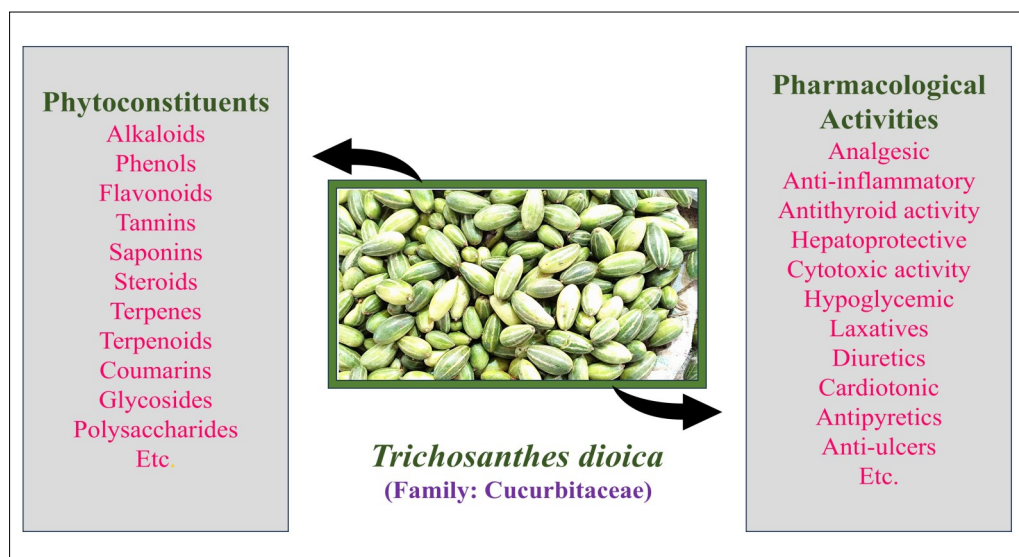 Phytoconstituents
Alkaloids
Phenols
Flavonoids
Tannins
Saponins
Steroids
Terpenes
Terpenoids
Coumarins
Glycosides
Polysaccharides
Etc.
Trichosanthes dioica
(Family: Cucurbitaceae)
Pharmacological
Activities
Analgesic
Anti-inflammatory
Antithyroid activity
Hepatoprotective
Cytotoxic activity
Hypoglycemic
Laxatives
Diuretics
Cardiotonic
Antipyretics
Anti-ulcers
Etc.